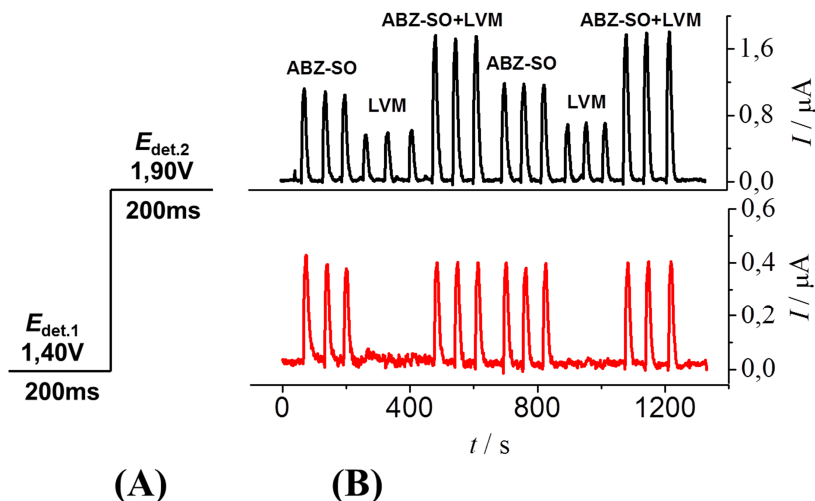 E det.2
1,90V
200ms
E det.1
1,40V
200ms
(A)
ABZ-SO
LVM
ABZ-SO+LVM
ABZ-SO
LVM
ABZ-SO+LVM
1,6
0,8
0,0
I / μA
0,6
0,4
0,2
0,0
I / μA
0 400 800 1200
t / s
(B)